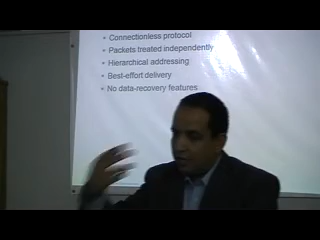 • Connectionless protocol
• Packets treated independently
• Hierarchical addressing
• Best-effort delivery
• No data-recovery features